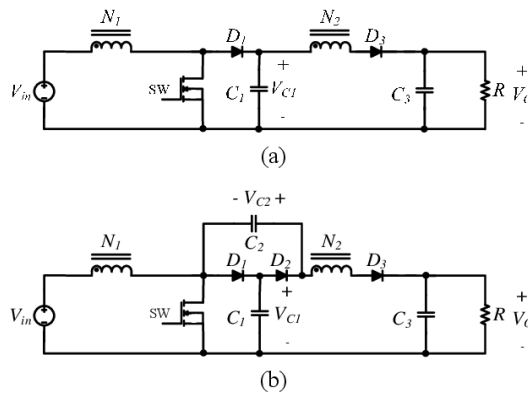 N1 D1 N2 D3
Vin SW C1 + VC1 - C3 R + -
(a)
- VC2 +
C2
N1 D1 D2 N2 D3
Vin SW C1 + VC1 - C3 R + -
(b)